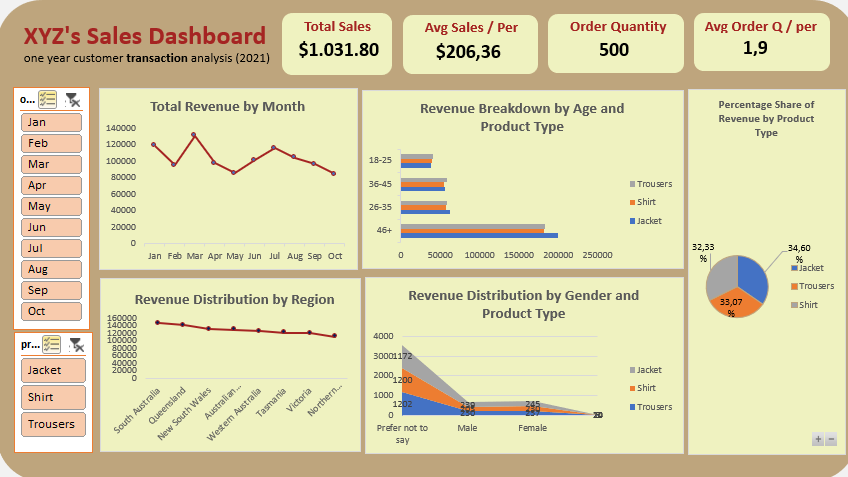 XYZ's Sales Dashboard
one year customer transaction analysis (2021)
Total Sales
$1.031.80
Avg Sales / Per
$206,36
Order Quantity
500
Avg Order Q / per
1,9
o...
Jan
Feb
Mar
Apr
May
Jun
Jul
Aug
Sep
Oct
pr...
Jacket
Shirt
Trousers
Total Revenue by Month
140000
120000
100000
80000
60000
40000
20000
0
Jan Feb Mar Apr May Jun Jul Aug Sep Oct
Revenue Breakdown by Age and
Product Type
18-25
36-45
26-35
46+
0 50000 100000 150000 200000 250000
Trousers
Shirt
Jacket
Percentage Share of
Revenue by Product
Type
32,33
%
34,60
%
33,07
%
Jacket
Trousers
Shirt
Revenue Distribution by Region
160000
140000
120000
100000
80000
60000
40000
20000
0
South Australia
Queensland
New South Wales
Australian...
Western Australia
Tasmania
Victoria
Northern...
Revenue Distribution by Gender and
Product Type
4000
3000
2000
1000
0
1172
1200
1202
239
230
245
230
237
Prefer not to
say
Male
Female
Jacket
Shirt
Trousers